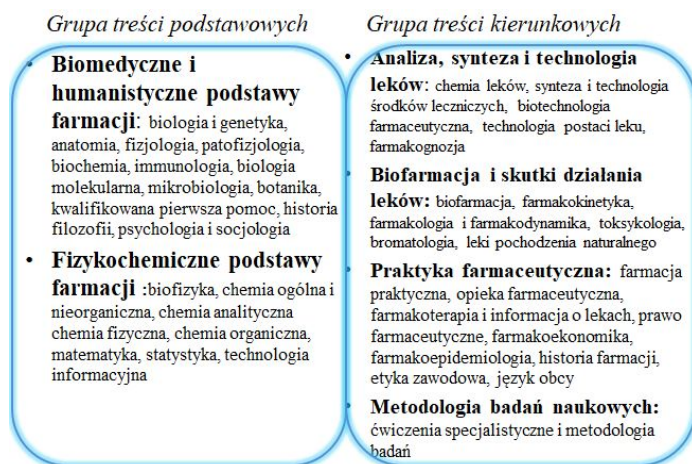 Grupa treści podstawowych
• Biomedyczne i
humanistyczne podstawy
farmacji: biologia i genetyka,
anatomia, fizjologia, patofizjologia,
biochemia, immunologia, biologia
molekularna, mikrobiologia, botanika,
kwalifikowana pierwsza pomoc, historia
filozofii, psychologia i socjologia
• Fizykochemiczne podstawy
farmacji :biofizyka, chemia ogólna i
nieorganiczna, chemia analityczna
chemia fizyczna, chemia organiczna,
matematyka, statystyka, technologia
informacyjna
Grupa treści kierunkowych
• Analiza, synteza i technologia
leków: chemia leków, synteza i technologia
środków leczniczych, biotechnologia
farmaceutyczna, technologia postaci leku,
farmakognozja
• Biofarmacja i skutki działania
leków: biofarmacja, farmakokinetyka,
farmakologia i farmakodynamika, toksykologia,
bromatologia, leki pochodzenia naturalnego
• Praktyka farmaceutyczna: farmacja
praktyczna, opieka farmaceutyczna,
farmakoterapia i informacja o lekach, prawo
farmaceutyczne, farmakoekonomika,
farmakoepidemiologia, historia farmacji,
etyka zawodowa, język obcy
• Metodologia badań naukowych:
ćwiczenia specjalistyczne i metodologia
badań